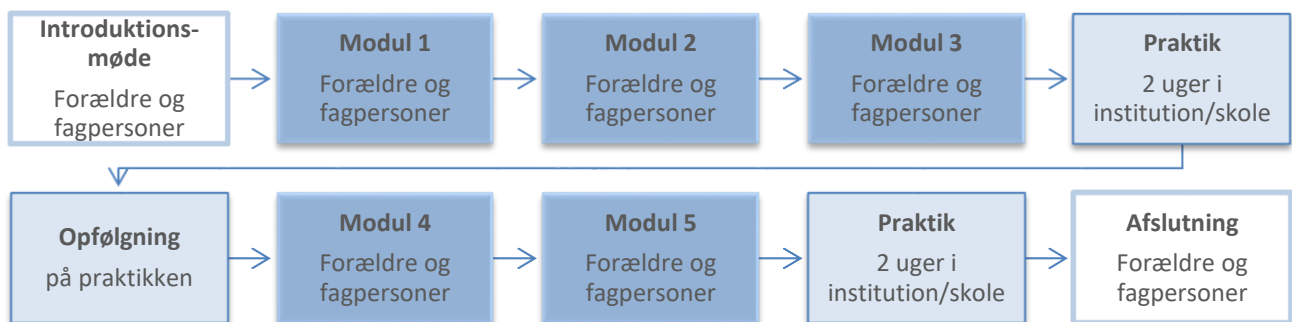 Introduktions-
møde
Forældre og
fagpersoner
Modul 1
Forældre og
fagpersoner
Modul 2
Forældre og
fagpersoner
Modul 3
Forældre og
fagpersoner
Praktik
2 uger i
institution/skole
Opfølgning
på praktikken
Modul 4
Forældre og
fagpersoner
Modul 5
Forældre og
fagpersoner
Praktik
2 uger i
institution/skole
Afslutning
Forældre og
fagpersoner